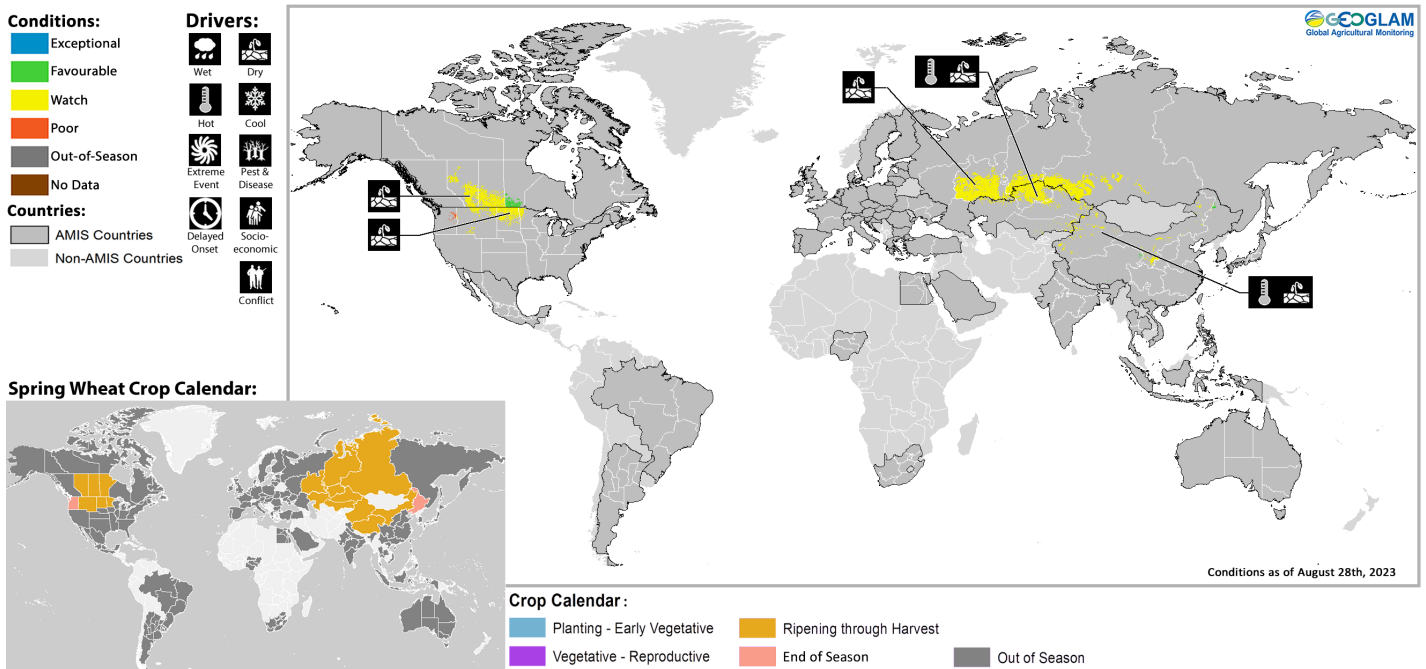 Conditions:
Exceptional
Favourable
Watch
Poor
Out-of-Season
No Data
Countries:
AMIS Countries
Non-AMIS Countries
Drivers:
Wet
Dry
Hot
Cool
Extreme
Event
Pest &
Disease
Delayed
Onset
Socio-
economic
Conflict
GEOGLAM
Global Agricultural Monitoring
Conditions as of August 28th, 2023
Spring Wheat Crop Calendar:
Crop Calendar :
Planting - Early Vegetative
Ripening through Harvest
Vegetative - Reproductive
End of Season
Out of Season